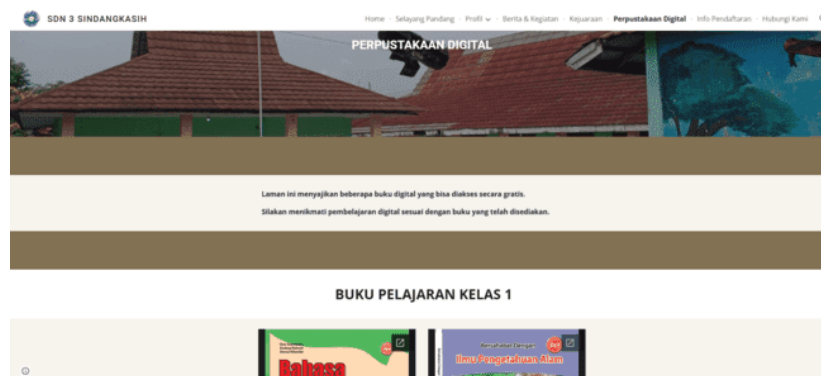 SDN 3 SINDANGKASIH
Home Selayang Pandang Profil Berita & Kegiatan Kejuaraan Perpustakaan Digital Info Pendaftaran Hubungi Kami
PERPUSTAKAAN DIGITAL
Laman ini menyajikan beberapa buku digital yang bisa diakses secara gratis.
Silakan menikmati pembelajaran digital sesuai dengan buku yang telah disediakan.
BUKU PELAJARAN KELAS 1
Bahasa
Bersahabat Dengan
Ilmu Pengetahuan Alam